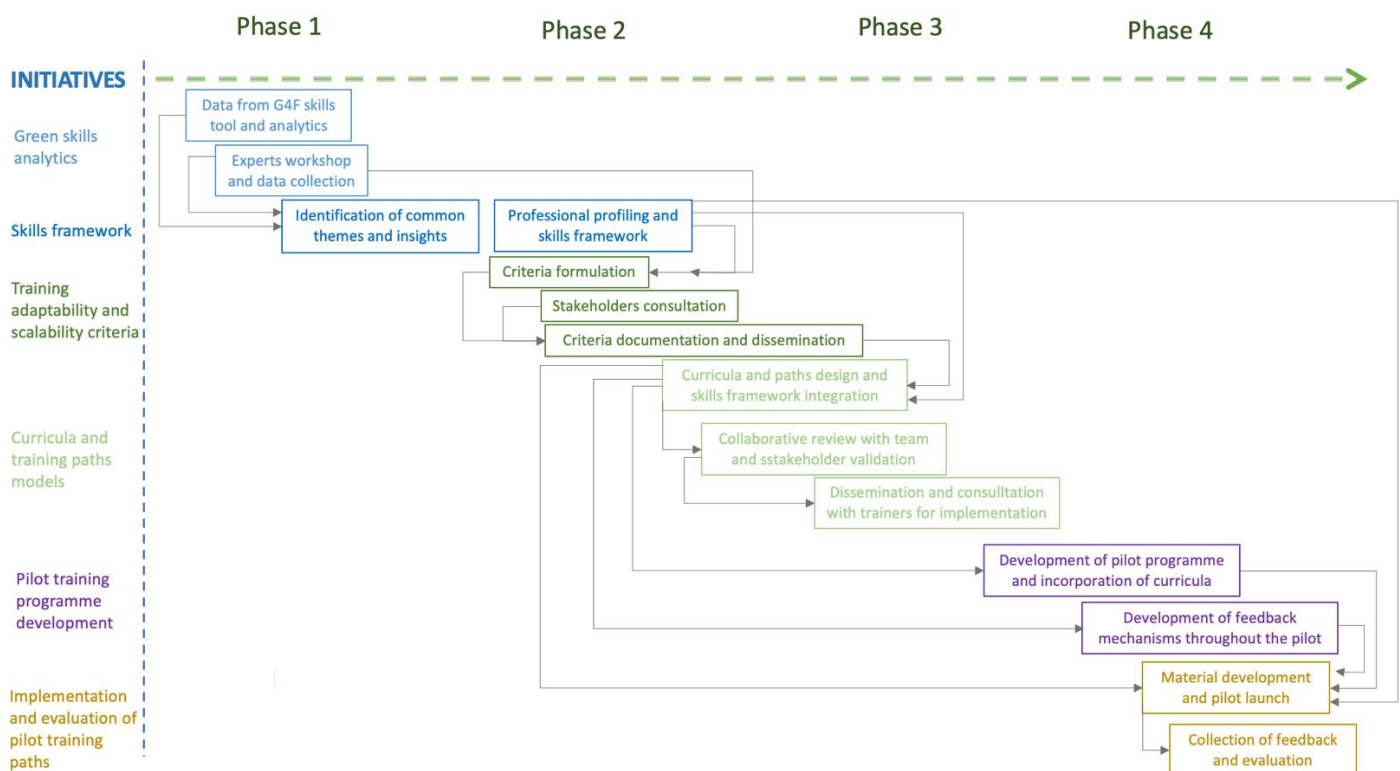 Phase 1
Phase 2
Phase 3
Phase 4
INITIATIVES
Green skills
analytics
Data from G4F skills
tool and analytics
Experts workshop
and data collection
Skills framework
Identification of common
themes and insights
Professional profiling and
skills framework
Training
adaptability and
scalability criteria
Criteria formulation
Stakeholders consultation
Criteria documentation and dissemination
Curricula and
training paths
models
Curricula and paths design and
skills framework integration
Collaborative review with team
and sstakeholder validation
Dissemination and consulltation
with trainers for implementation
Pilot training
programme
development
Development of pilot programme
and incorporation of curricula
Development of feedback
mechanisms throughout the pilot
Implementation
and evaluation of
pilot training
paths
Material development
and pilot launch
Collection of feedback
and evaluation